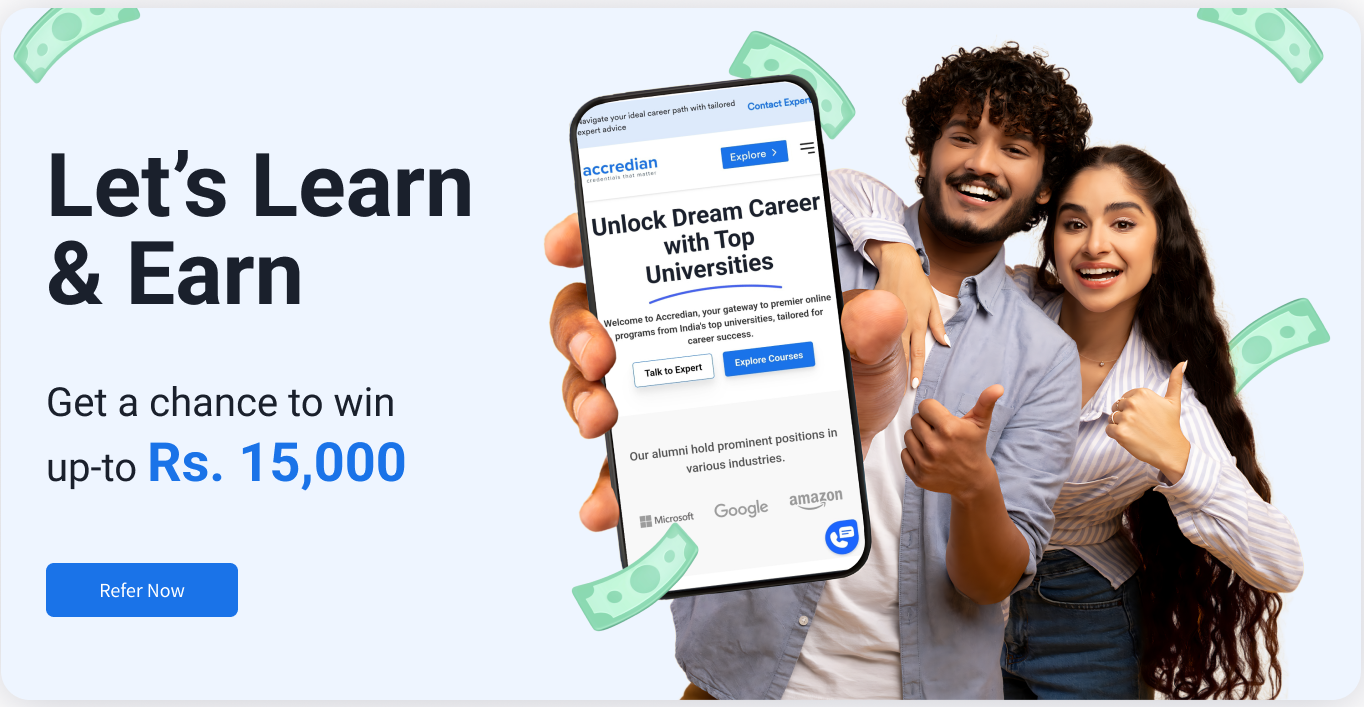 Let’s Learn
& Earn
Get a chance to win
up-to Rs. 15,000
Refer Now
Navigate your ideal career path with tailored
expert advice
Contact Expert
accredian
credentials that matter
Explore >
Unlock Dream Career
with Top
Universities
Welcome to Accredian, your gateway to premier online
programs from India's top universities, tailored for
career success.
Talk to Expert
Explore Courses
Our alumni hold prominent positions in
various industries.
Microsoft
Google
amazon